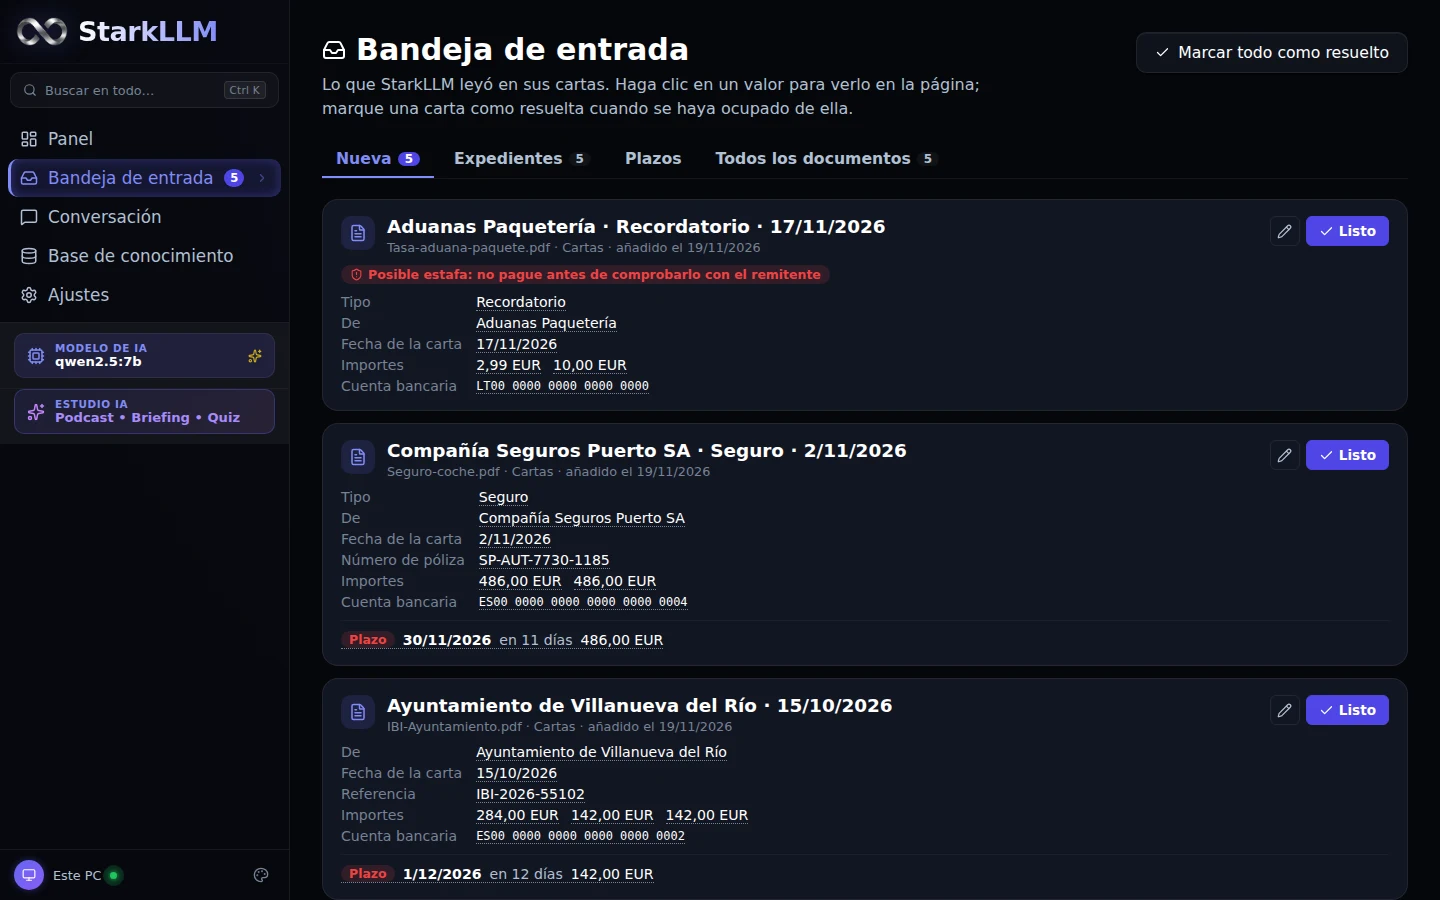 StarkLLM
Buscar en todo... Ctrl K
Panel
Bandeja de entrada 5
Conversación
Base de conocimiento
Ajustes
MODELO DE IA
qwen2.5:7b
ESTUDIO IA
Podcast • Briefing • Quiz
Este PC
Bandeja de entrada
Lo que StarkLLM leyó en sus cartas. Haga clic en un valor para verlo en la página;
marque una carta como resuelta cuando se haya ocupado de ella.
Marcar todo como resuelto
Nueva 5 Expedientes 5 Plazos Todos los documentos 5
Aduanas Paquetería · Recordatorio · 17/11/2026
Tasa-aduana-paquete.pdf · Cartas · añadido el 19/11/2026
Listo
Posible estafa: no pague antes de comprobarlo con el remitente
Tipo Recordatorio
De Aduanas Paquetería
Fecha de la carta 17/11/2026
Importes 2,99 EUR 10,00 EUR
Cuenta bancaria LT00 0000 0000 0000 0000
Compañía Seguros Puerto SA · Seguro · 2/11/2026
Seguro-coche.pdf · Cartas · añadido el 19/11/2026
Listo
Tipo Seguro
De Compañía Seguros Puerto SA
Fecha de la carta 2/11/2026
Número de póliza SP-AUT-7730-1185
Importes 486,00 EUR 486,00 EUR
Cuenta bancaria ES00 0000 0000 0000 0000 0004
Plazo 30/11/2026 en 11 días 486,00 EUR
Ayuntamiento de Villanueva del Río · 15/10/2026
IBI-Ayuntamiento.pdf · Cartas · añadido el 19/11/2026
Listo
De Ayuntamiento de Villanueva del Río
Fecha de la carta 15/10/2026
Referencia IBI-2026-55102
Importes 284,00 EUR 142,00 EUR 142,00 EUR
Cuenta bancaria ES00 0000 0000 0000 0000 0002
Plazo 1/12/2026 en 12 días 142,00 EUR